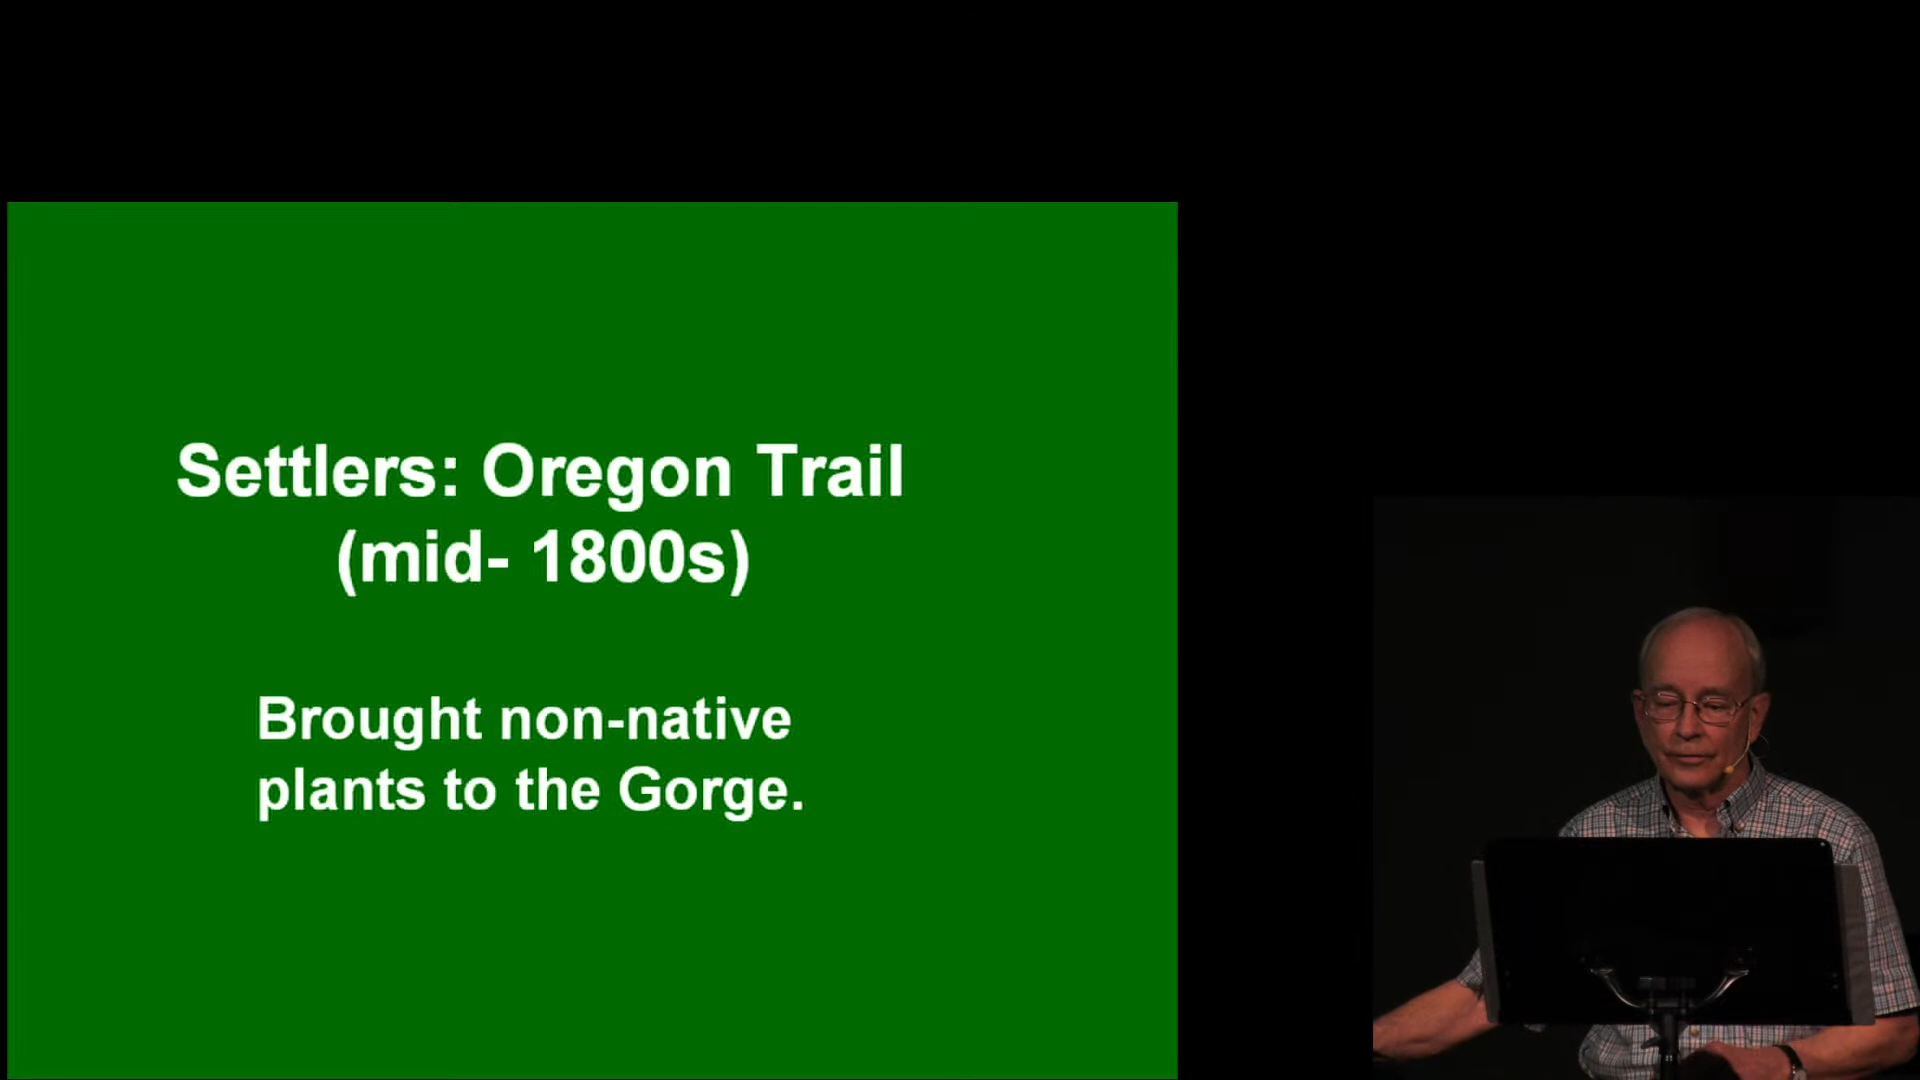 Settlers: Oregon Trail
(mid- 1800s)
Brought non-native
plants to the Gorge.